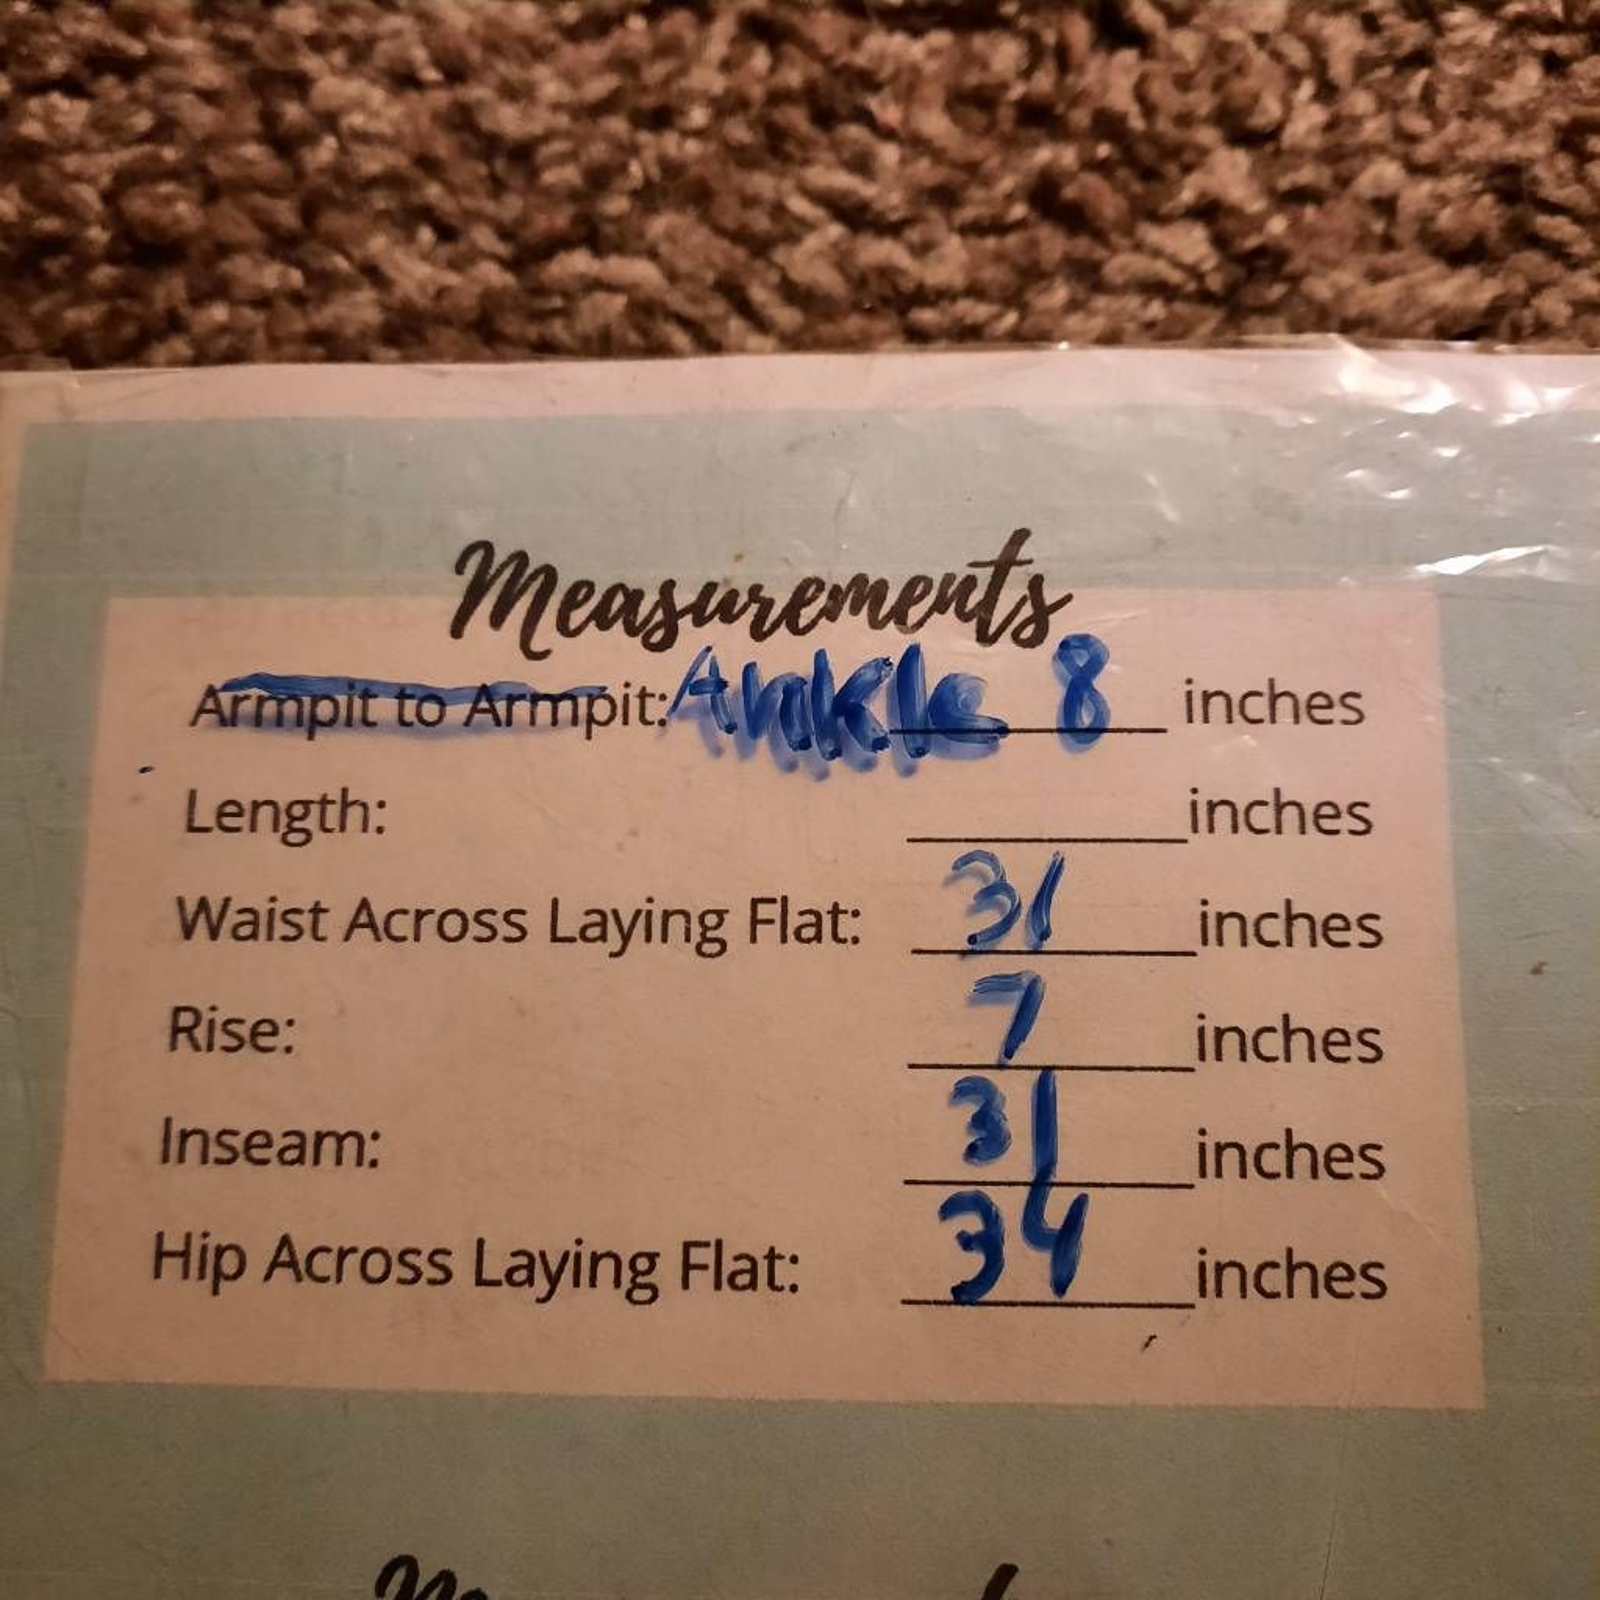 Measurements
Armpit to Armpit: Ankle 8 inches
Length: inches
Waist Across Laying Flat: 31 inches
Rise: 7 inches
Inseam: 31 inches
Hip Across Laying Flat: 34 inches